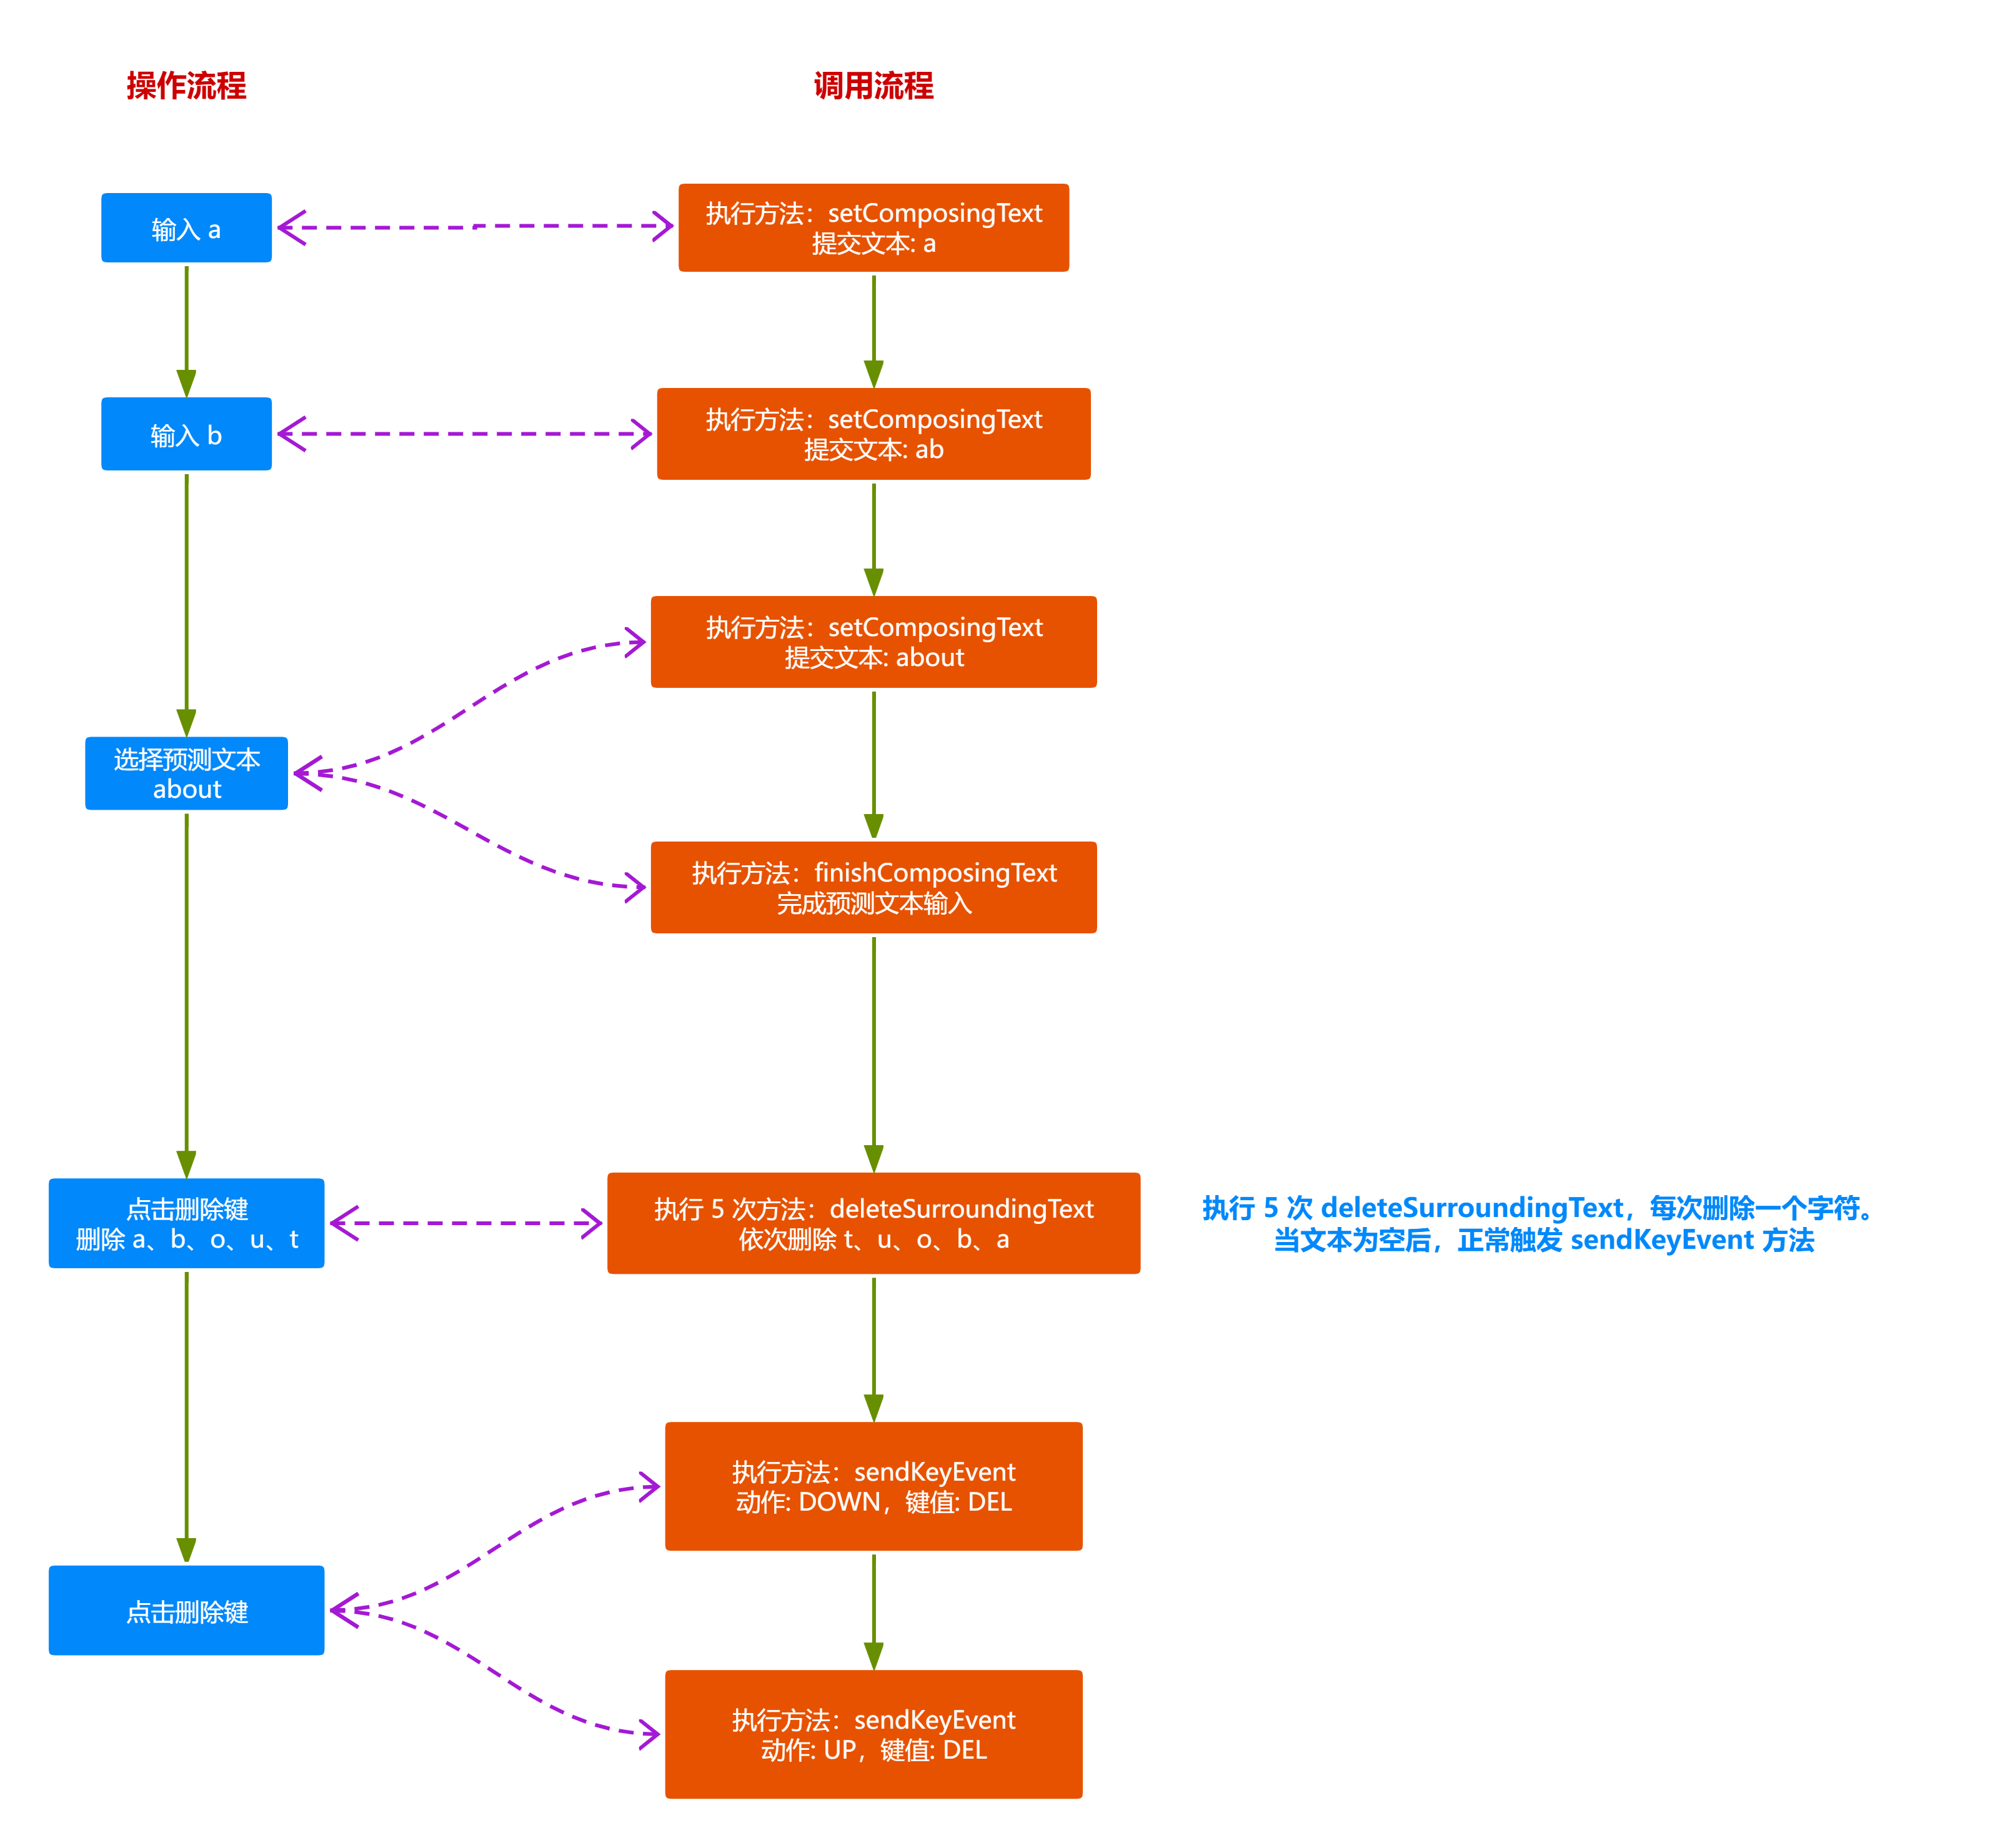 操作流程
调用流程
输入 a
执行方法：setComposingText
提交文本: a
输入 b
执行方法：setComposingText
提交文本: ab
执行方法：setComposingText
提交文本: about
选择预测文本
about
执行方法：finishComposingText
完成预测文本输入
点击删除键
删除 a、b、o、u、t
执行 5 次方法：deleteSurroundingText
依次删除 t、u、o、b、a
执行 5 次 deleteSurroundingText，每次删除一个字符。
当文本为空后，正常触发 sendKeyEvent 方法
执行方法：sendKeyEvent
动作: DOWN，键值: DEL
点击删除键
执行方法：sendKeyEvent
动作: UP，键值: DEL